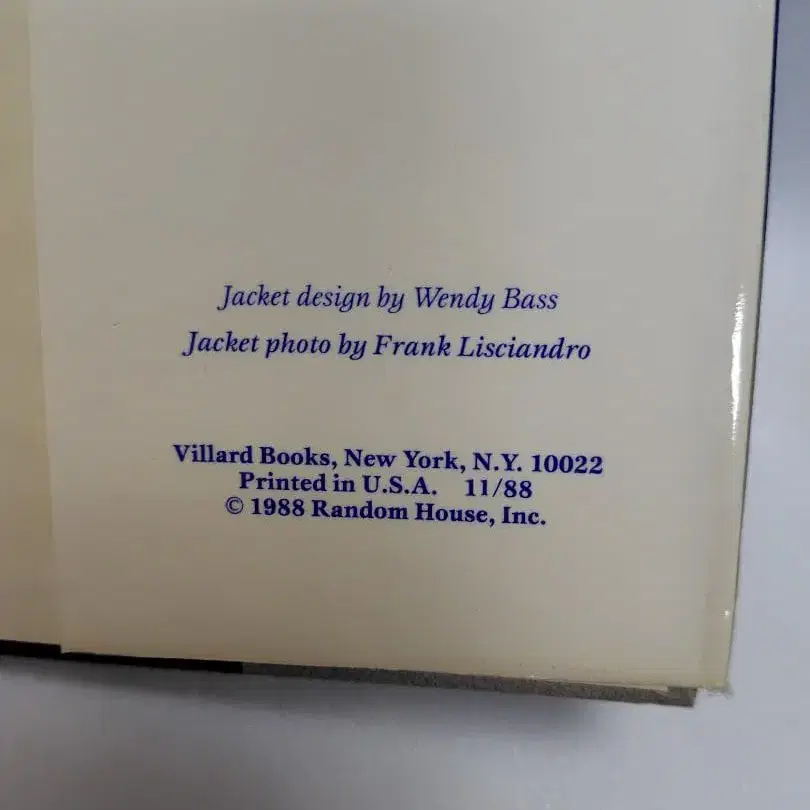 Jacket design by Wendy Bass
Jacket photo by Frank Lisciandro
Villard Books, New York, N.Y. 10022
Printed in U.S.A. 11/88
© 1988 Random House, Inc.